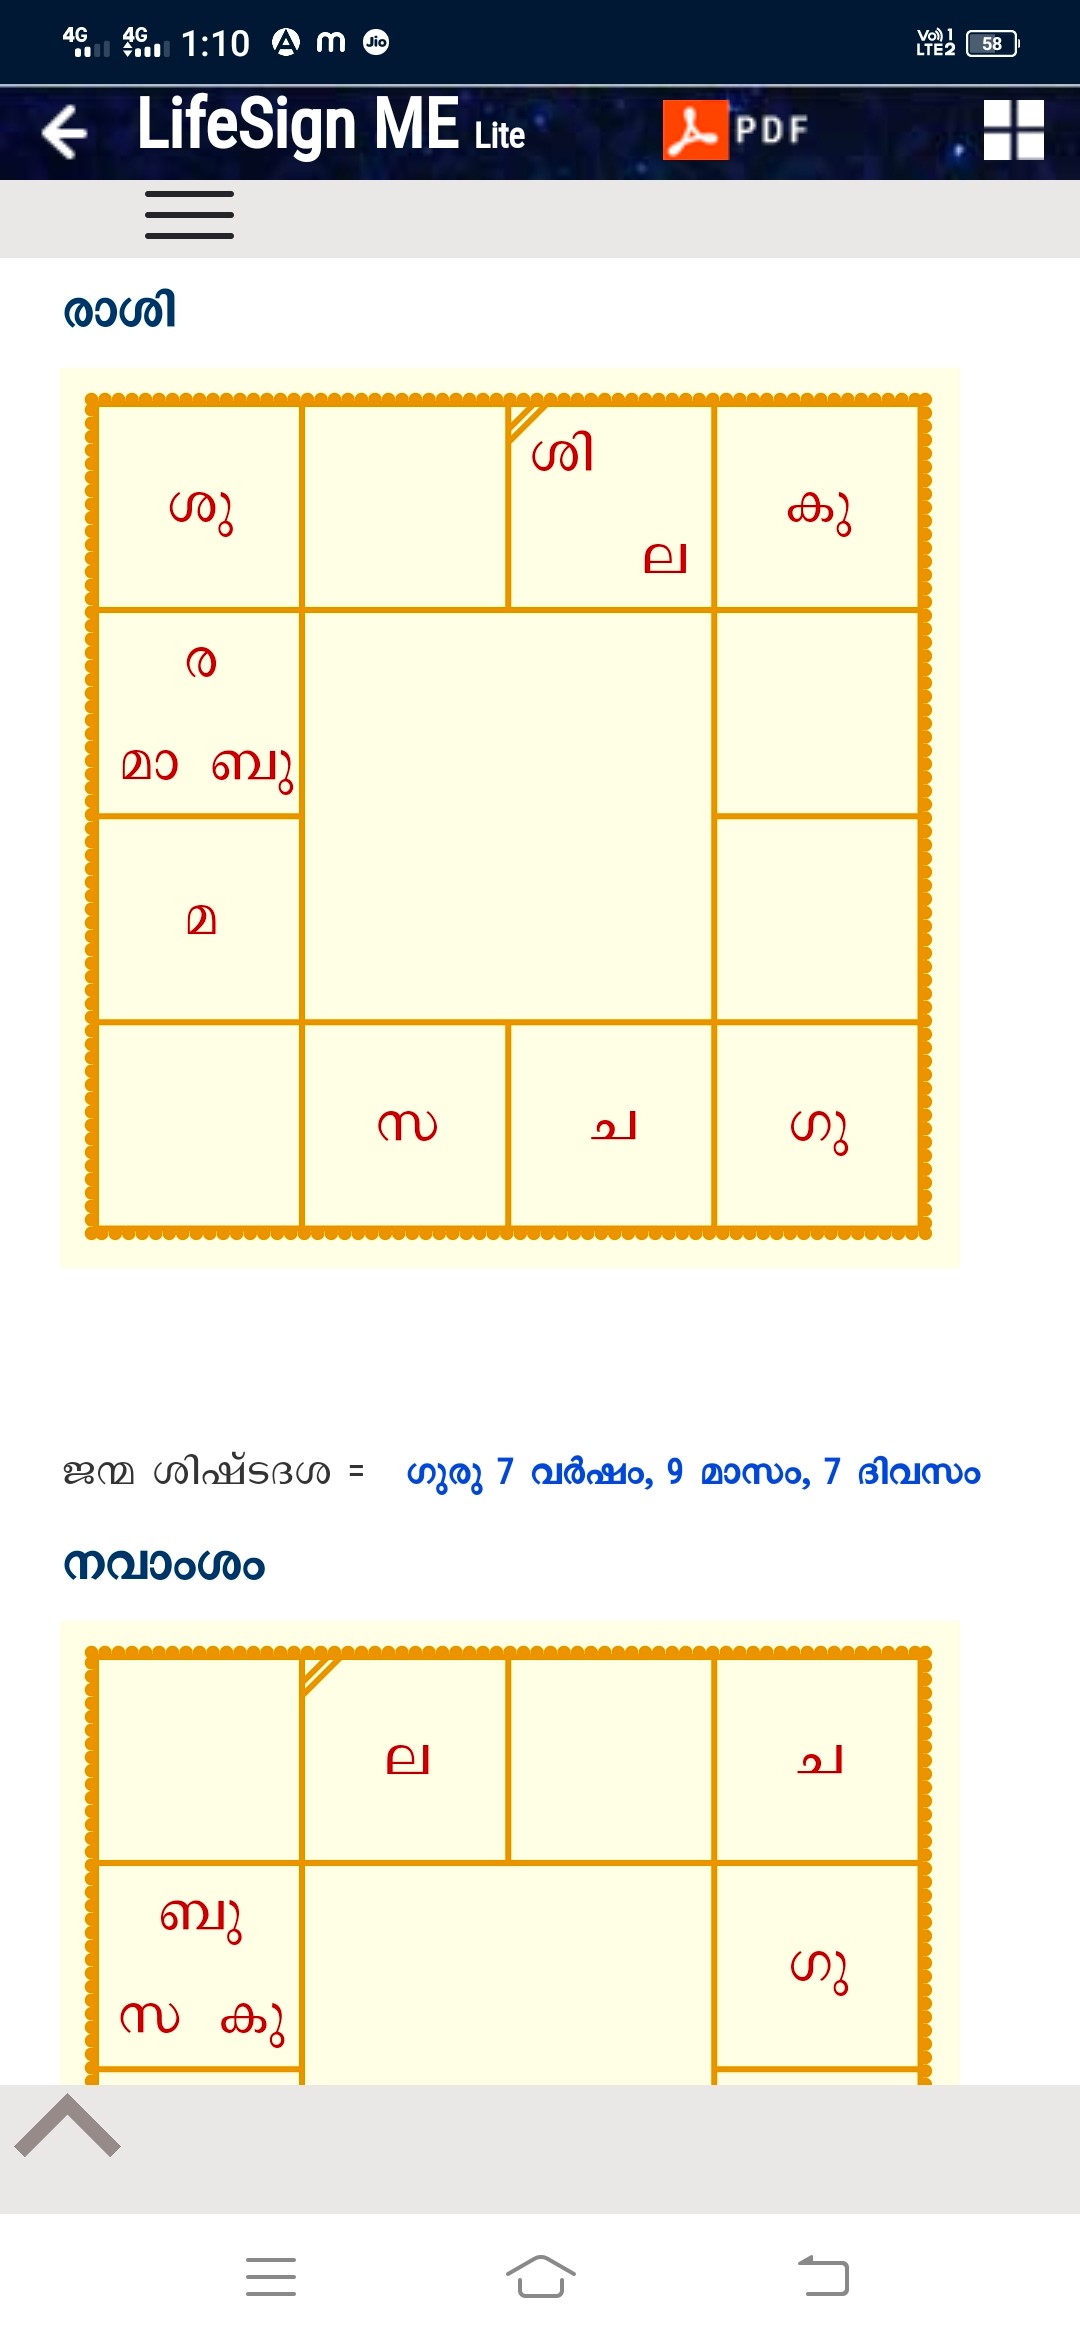 4G 4G 1:10 m Jio Vo)) 1 LTE2 58
LifeSign ME Lite PDF
രാശി
ശി
ശു കു
ല
ര
മാ ബു
മ
സ ച ഗു
ജന്മ ശിഷ്ടദശ = ഗുരു 7 വർഷം, 9 മാസം, 7 ദിവസം
നവാംശം
ല ച
ബു
ഗു
സ കു